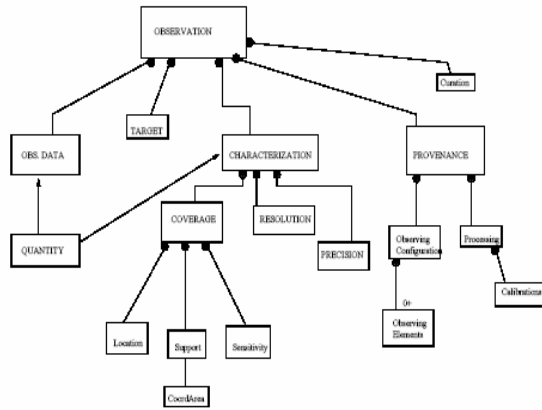 OBSERVATION
Curation
TARGET
OBS. DATA
CHARACTERIZATION
PROVENANCE
COVERAGE
RESOLUTION
QUANTITY
PRECISION
Observing
Configuration
Processing
Calibrations
0+
Observing
Elements
Location
Support
Sensitivity
CoordArea